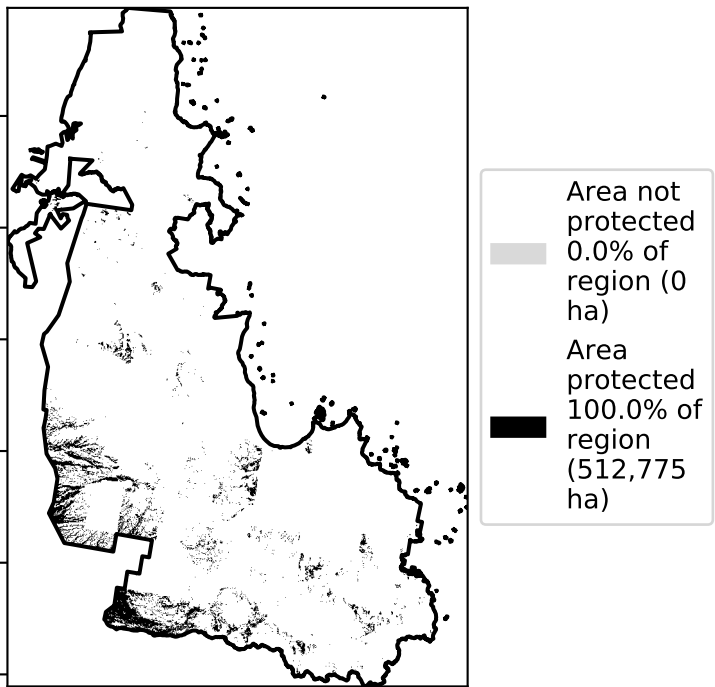 Area not
protected
0.0% of
region (0
ha)
Area
protected
100.0% of
region
(512,775
ha)